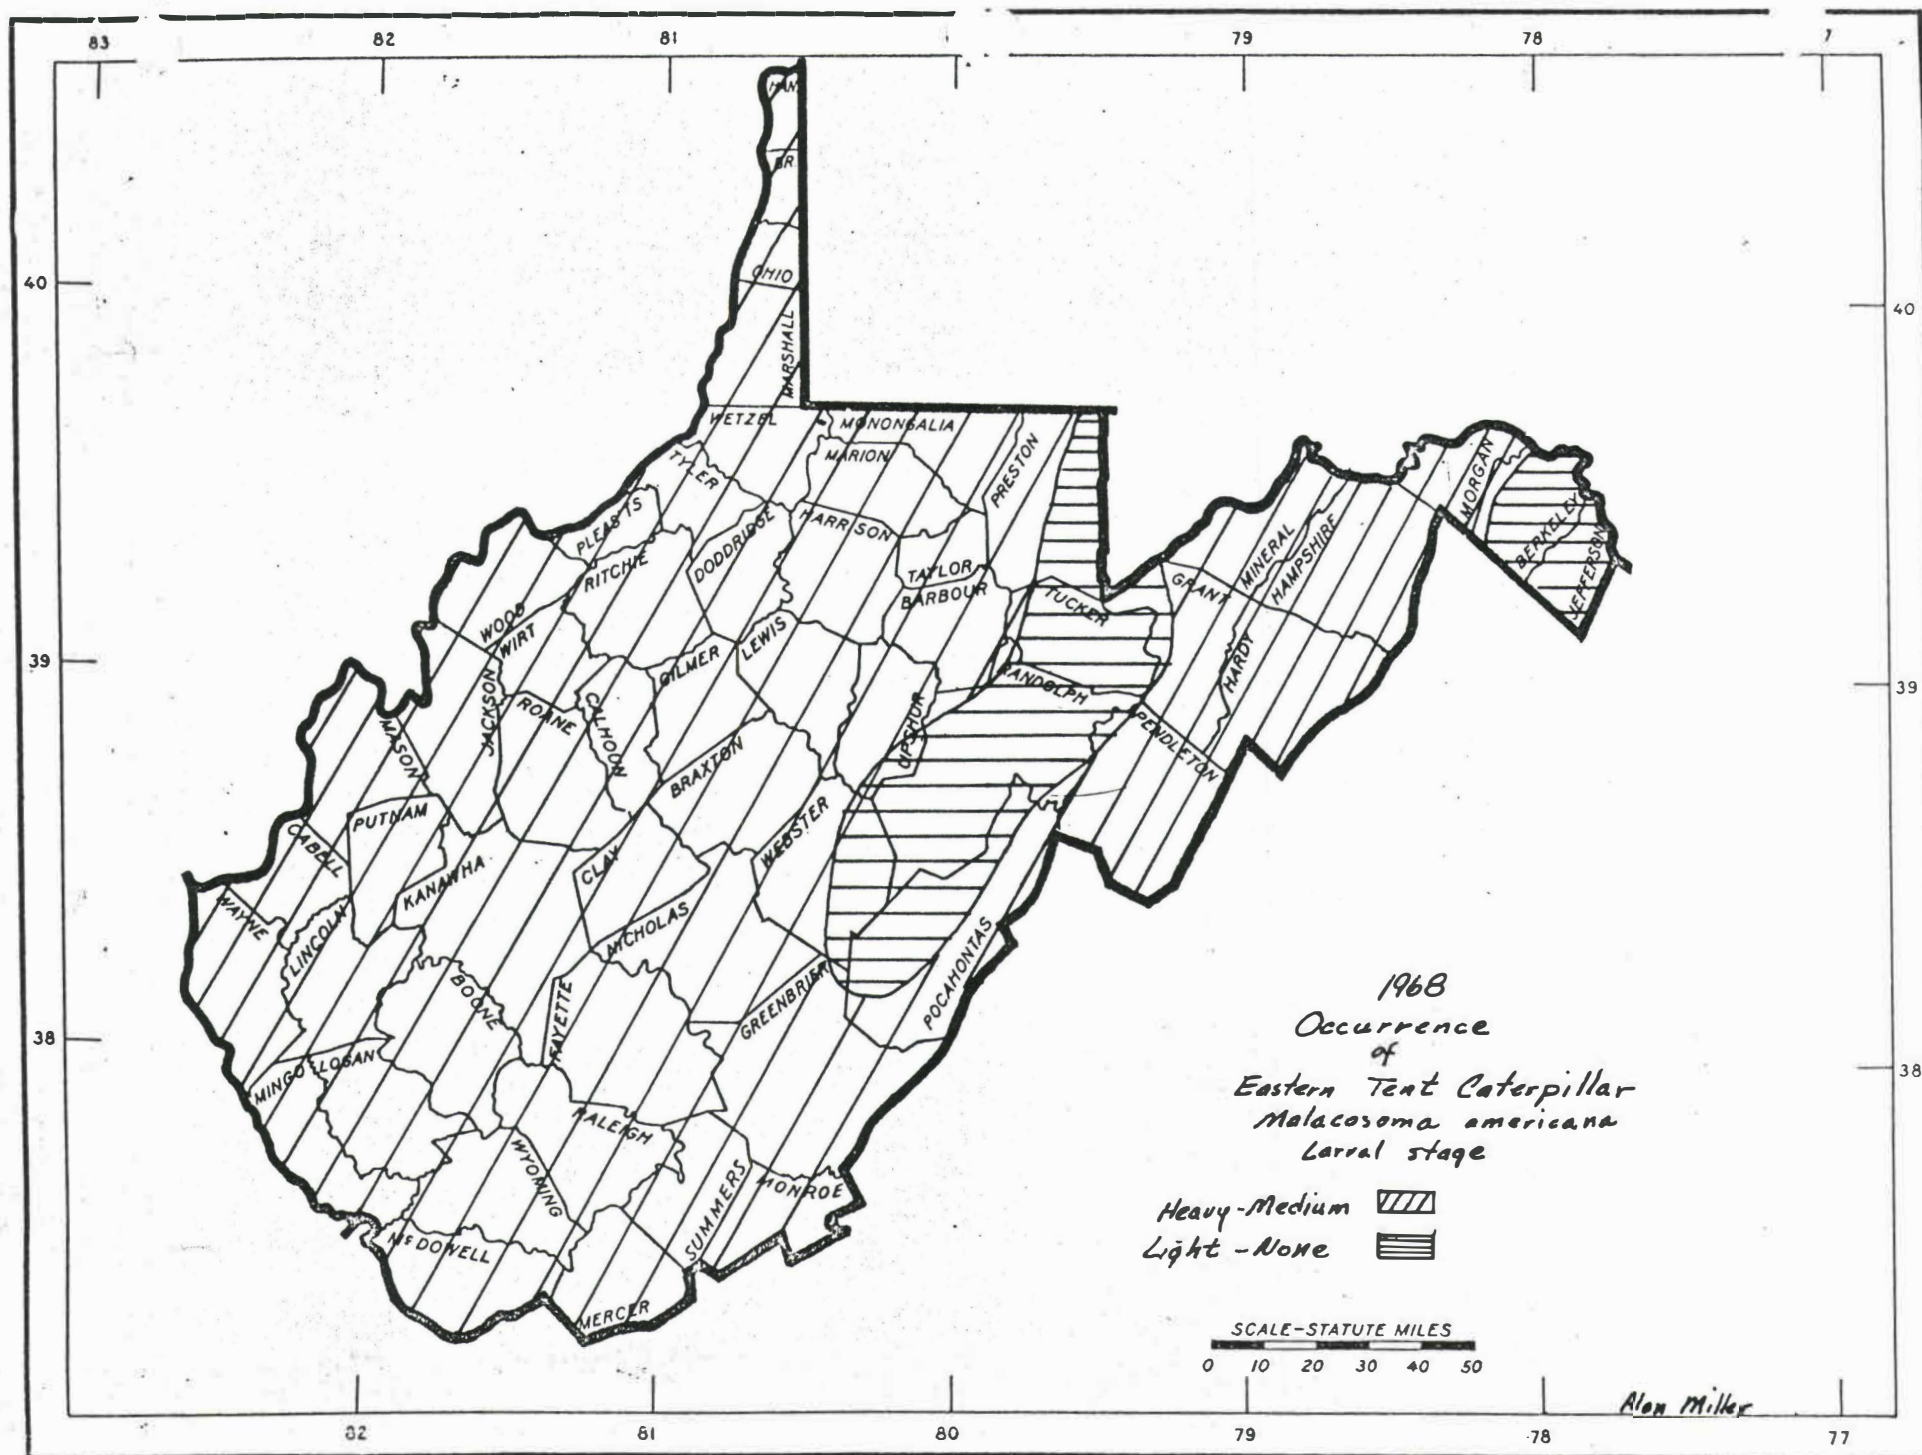 83 82 81 79 78
HAN
BR
OHIO
40 40
MARSHALL
WETZEL MONONGALIA
MARION
TYLER PRESTON MORGAN
PLEAS'TS DODDRIDGE HARRISON BERKELEY
RITCHIE TAYLOR MINERAL HAMPSHIRE JEFFERSON
BARBOUR TUCKER GRANT
WOOD
WIRT LEWIS
39 GILMER RANDOLPH HARDY 39
JACKSON ROANE CALHOUN UPSHUR PENDLETON
MASON BRAXTON
PUTNAM WEBSTER
CABELL CLAY
KANAWHA
WAYNE LINCOLN NICHOLAS
POCAHONTAS
BOONE FAYETTE GREENBRIER
38 38
MINGO LOGAN
RALEIGH
WYOMING SUMMERS MONROE
McDOWELL
MERCER
1968
Occurrence
of
Eastern Tent Caterpillar
Malacosoma americana
Larval stage
Heavy-Medium
Light-None
SCALE-STATUTE MILES
0 10 20 30 40 50
Alan Miller
82 81 80 79 78 77